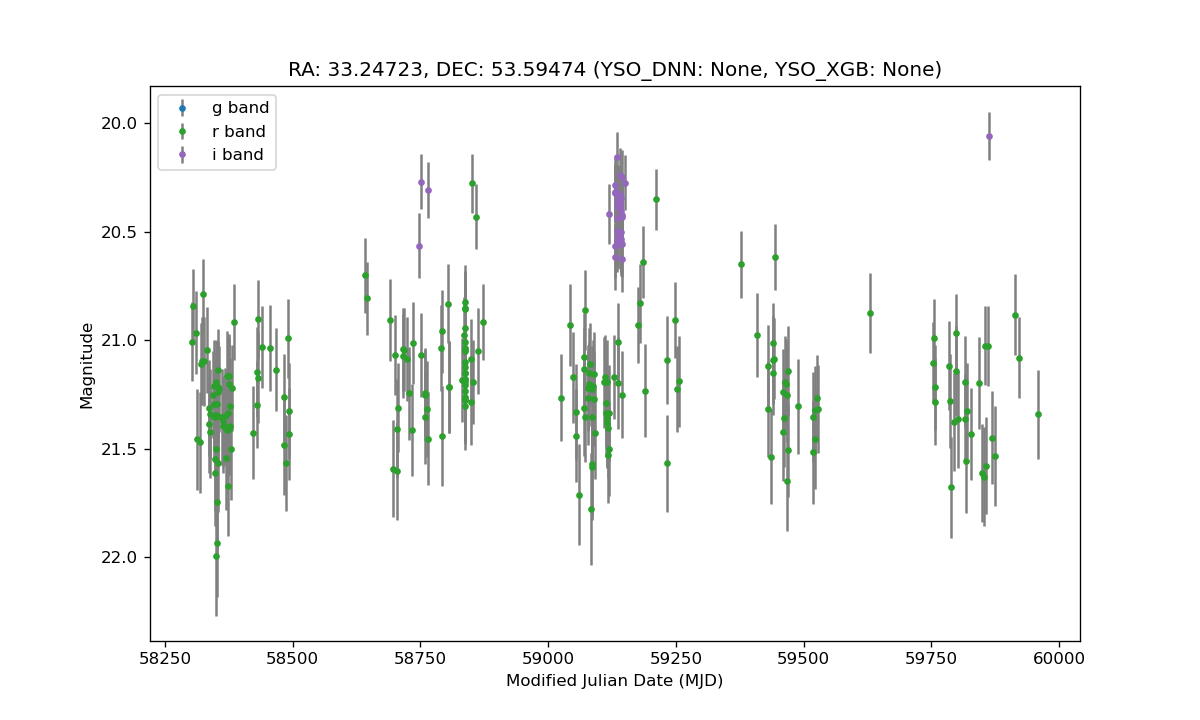 RA: 33.24723, DEC: 53.59474 (YSO_DNN: None, YSO_XGB: None)
g band
r band
i band
20.0
20.5
21.0
21.5
22.0
Magnitude
58250 58500 58750 59000 59250 59500 59750 60000
Modified Julian Date (MJD)